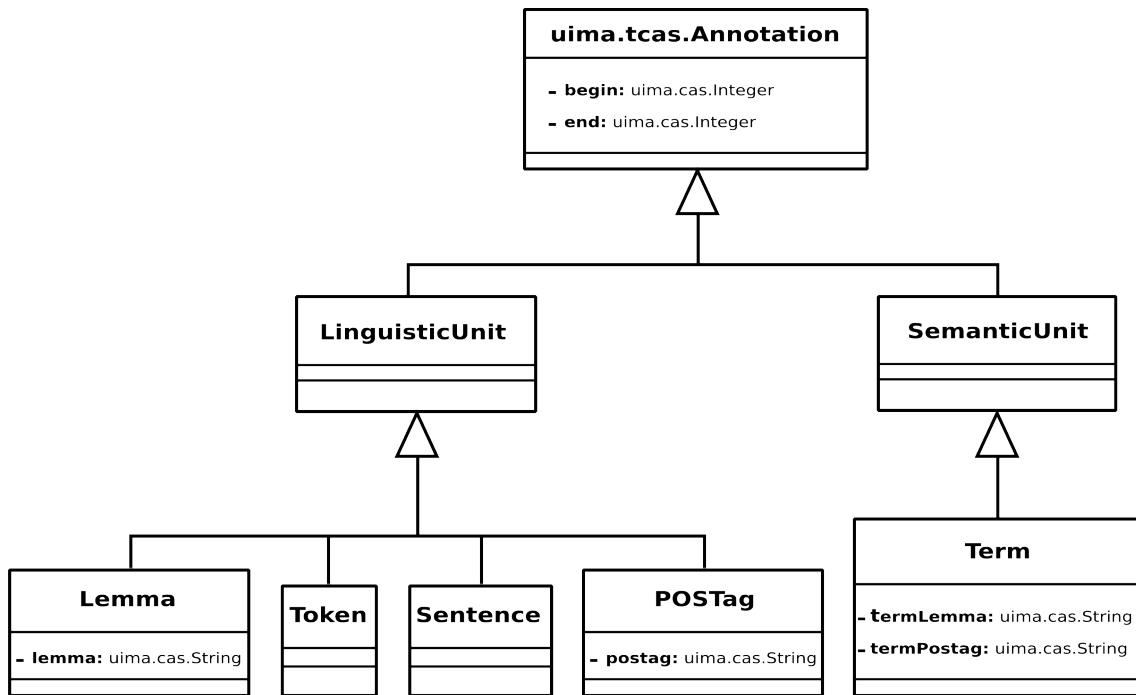 uima.tcas.Annotation
- begin: uima.cas.Integer
- end: uima.cas.Integer
LinguisticUnit
SemanticUnit
Lemma
- lemma: uima.cas.String
Token
Sentence
POSTag
- postag: uima.cas.String
Term
- termLemma: uima.cas.String
- termPostag: uima.cas.String